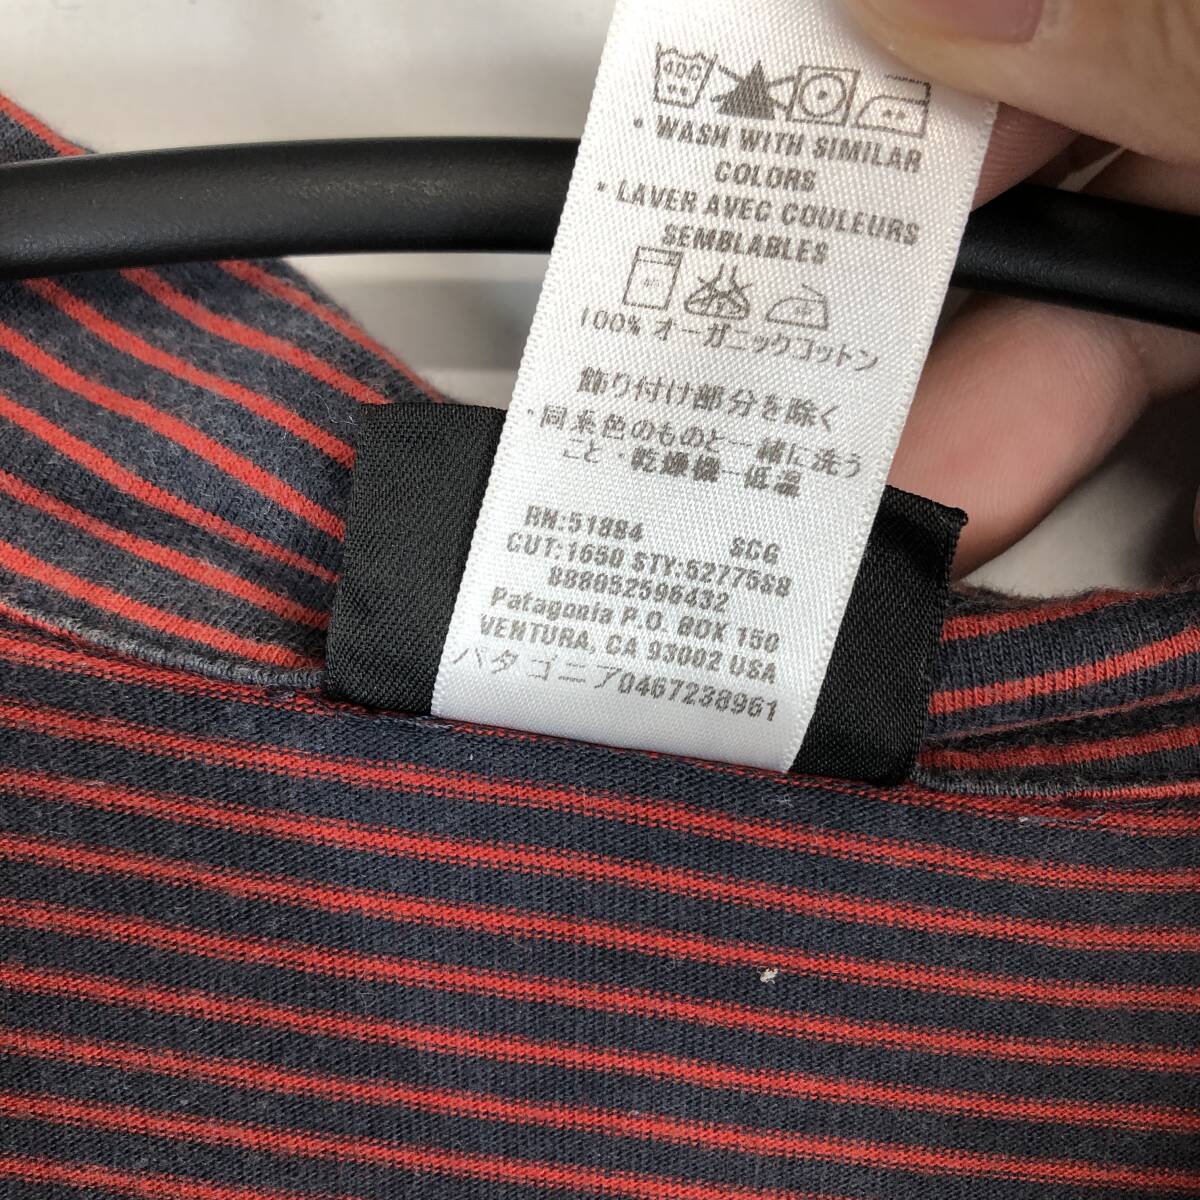 • WASH WITH SIMILAR
COLORS
• LAVER AVEC COULEURS
SEMBLABLES
100% オーガニックコットン
飾り付け部分を除く
・同系色のものと一緒に洗う
こと・乾燥機—低温
RN:51884 SCG
CUT:1650 STY:52775S8
888052596432
Patagonia P.O. BOX 150
VENTURA, CA 93002 USA
パタゴニア0467238961